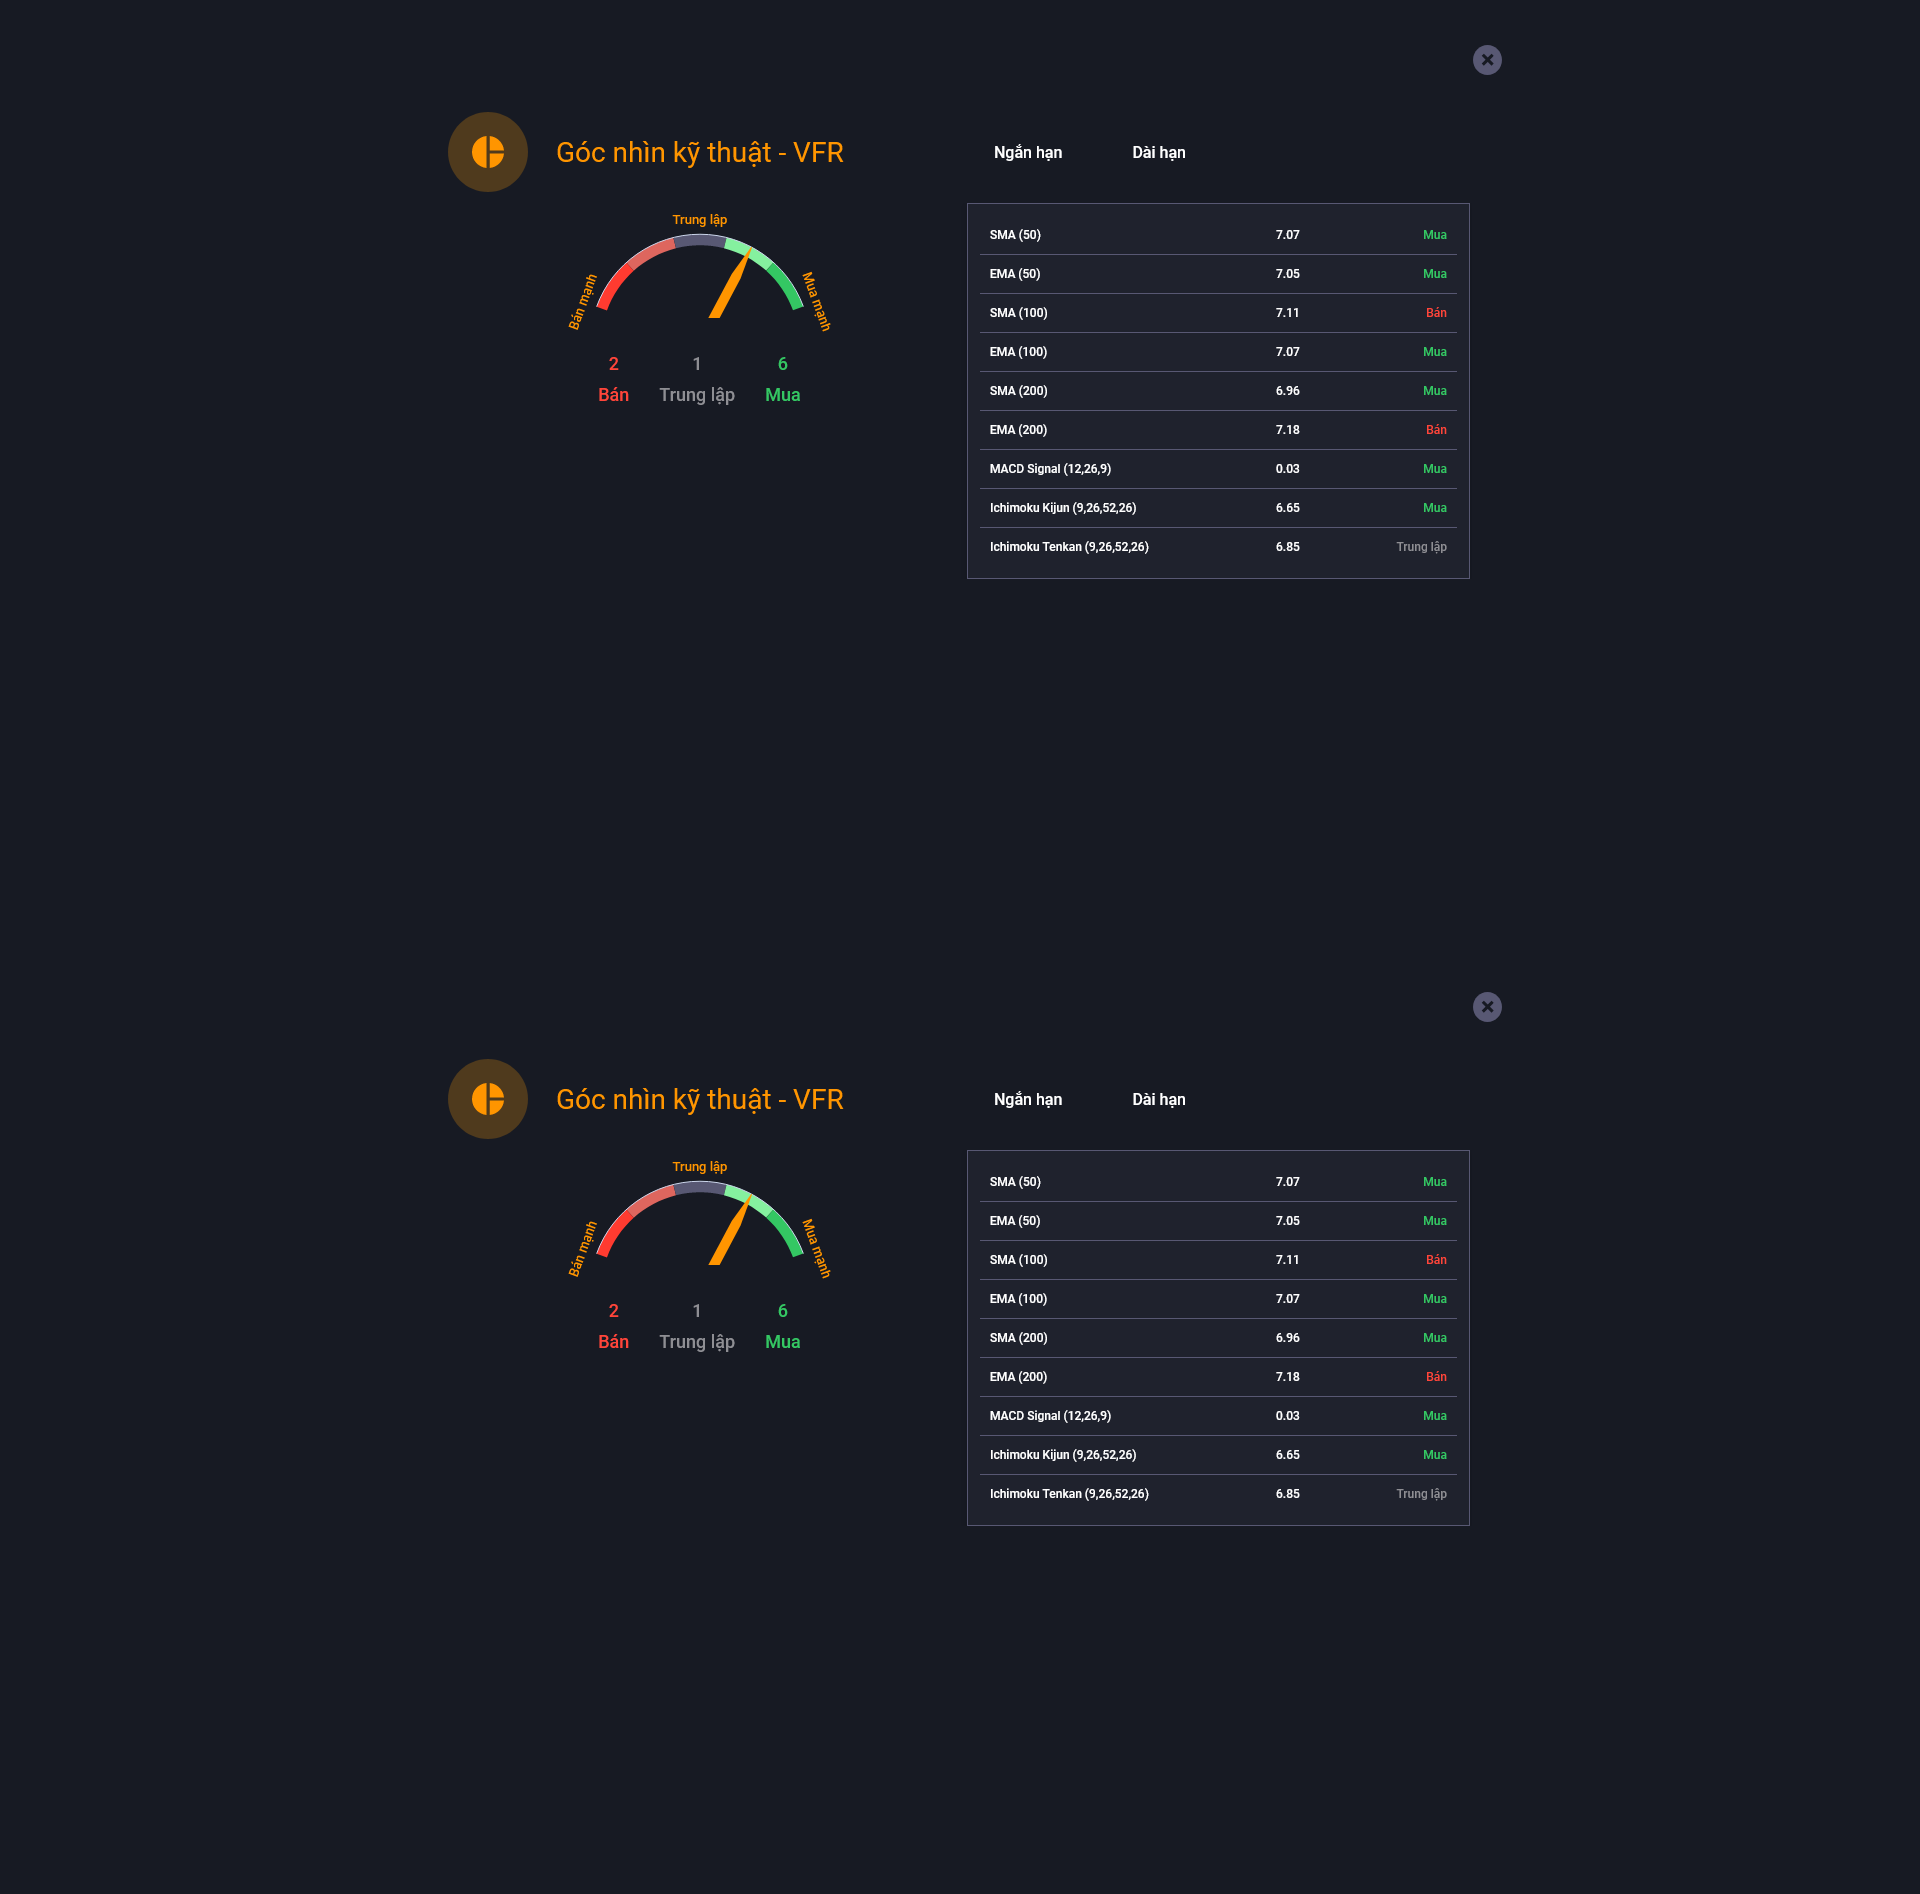 Góc nhìn kỹ thuật - VFR
Ngắn hạn Dài hạn
Trung lập
Bán mạnh
Mua mạnh
2 1 6
Bán Trung lập Mua
SMA (50) 7.07 Mua
EMA (50) 7.05 Mua
SMA (100) 7.11 Bán
EMA (100) 7.07 Mua
SMA (200) 6.96 Mua
EMA (200) 7.18 Bán
MACD Signal (12,26,9) 0.03 Mua
Ichimoku Kijun (9,26,52,26) 6.65 Mua
Ichimoku Tenkan (9,26,52,26) 6.85 Trung lập
Góc nhìn kỹ thuật - VFR
Ngắn hạn Dài hạn
Trung lập
Bán mạnh
Mua mạnh
2 1 6
Bán Trung lập Mua
SMA (50) 7.07 Mua
EMA (50) 7.05 Mua
SMA (100) 7.11 Bán
EMA (100) 7.07 Mua
SMA (200) 6.96 Mua
EMA (200) 7.18 Bán
MACD Signal (12,26,9) 0.03 Mua
Ichimoku Kijun (9,26,52,26) 6.65 Mua
Ichimoku Tenkan (9,26,52,26) 6.85 Trung lập